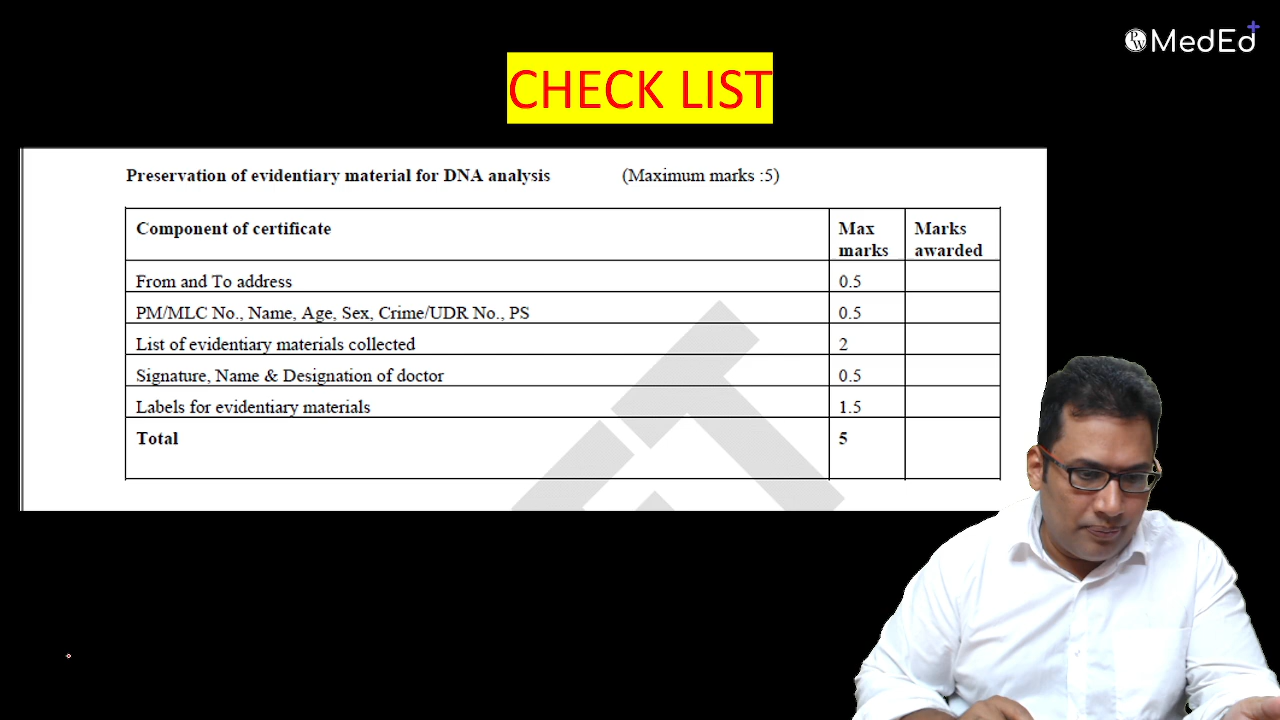 PW MedEd+
CHECK LIST
Preservation of evidentiary material for DNA analysis (Maximum marks :5)
Component of certificate Max marks Marks awarded
From and To address 0.5
PM/MLC No., Name, Age, Sex, Crime/UDR No., PS 0.5
List of evidentiary materials collected 2
Signature, Name & Designation of doctor 0.5
Labels for evidentiary materials 1.5
Total 5